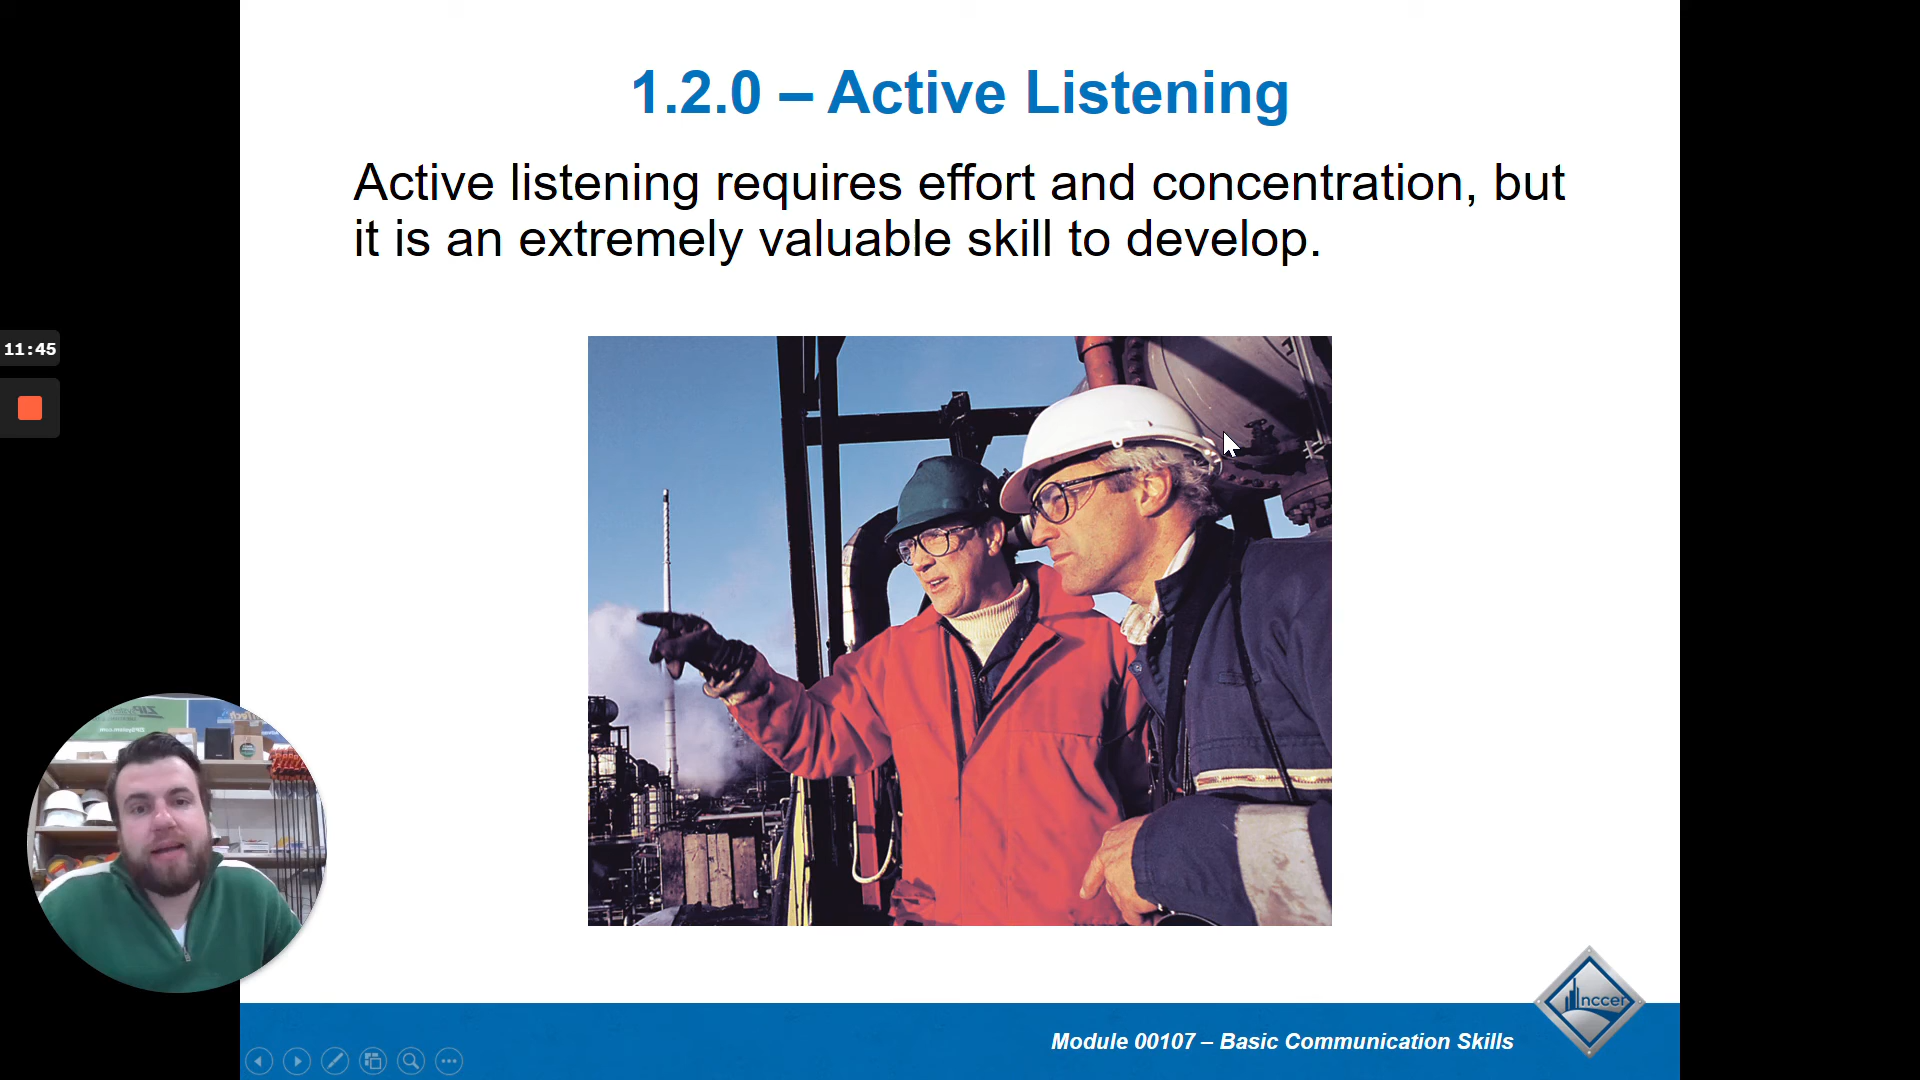 1.2.0 – Active Listening
Active listening requires effort and concentration, but
it is an extremely valuable skill to develop.
11:45
nccer
Module 00107 – Basic Communication Skills